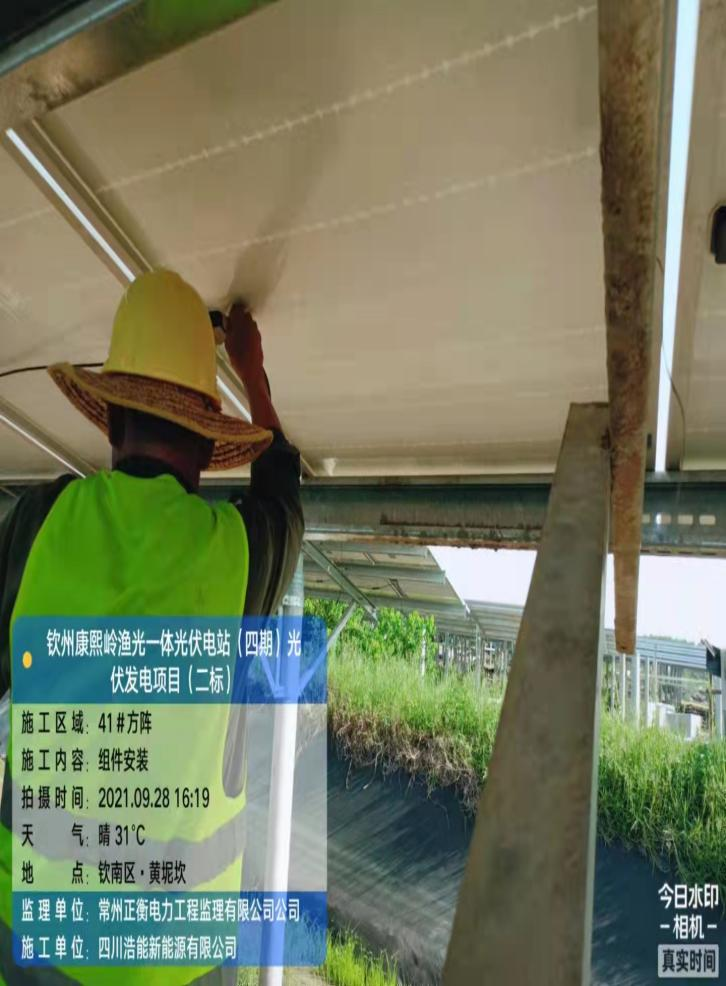 钦州康熙岭渔光一体光伏电站（四期）光
伏发电项目（二标）
施工区域：41#方阵
施工内容：组件安装
拍摄时间：2021.09.28 16:19
天气：晴 31℃
地点：钦南区·黄坭坎
监理单位：常州正衡电力工程监理有限公司公司
施工单位：四川浩能新能源有限公司
今日水印
-相机-
真实时间